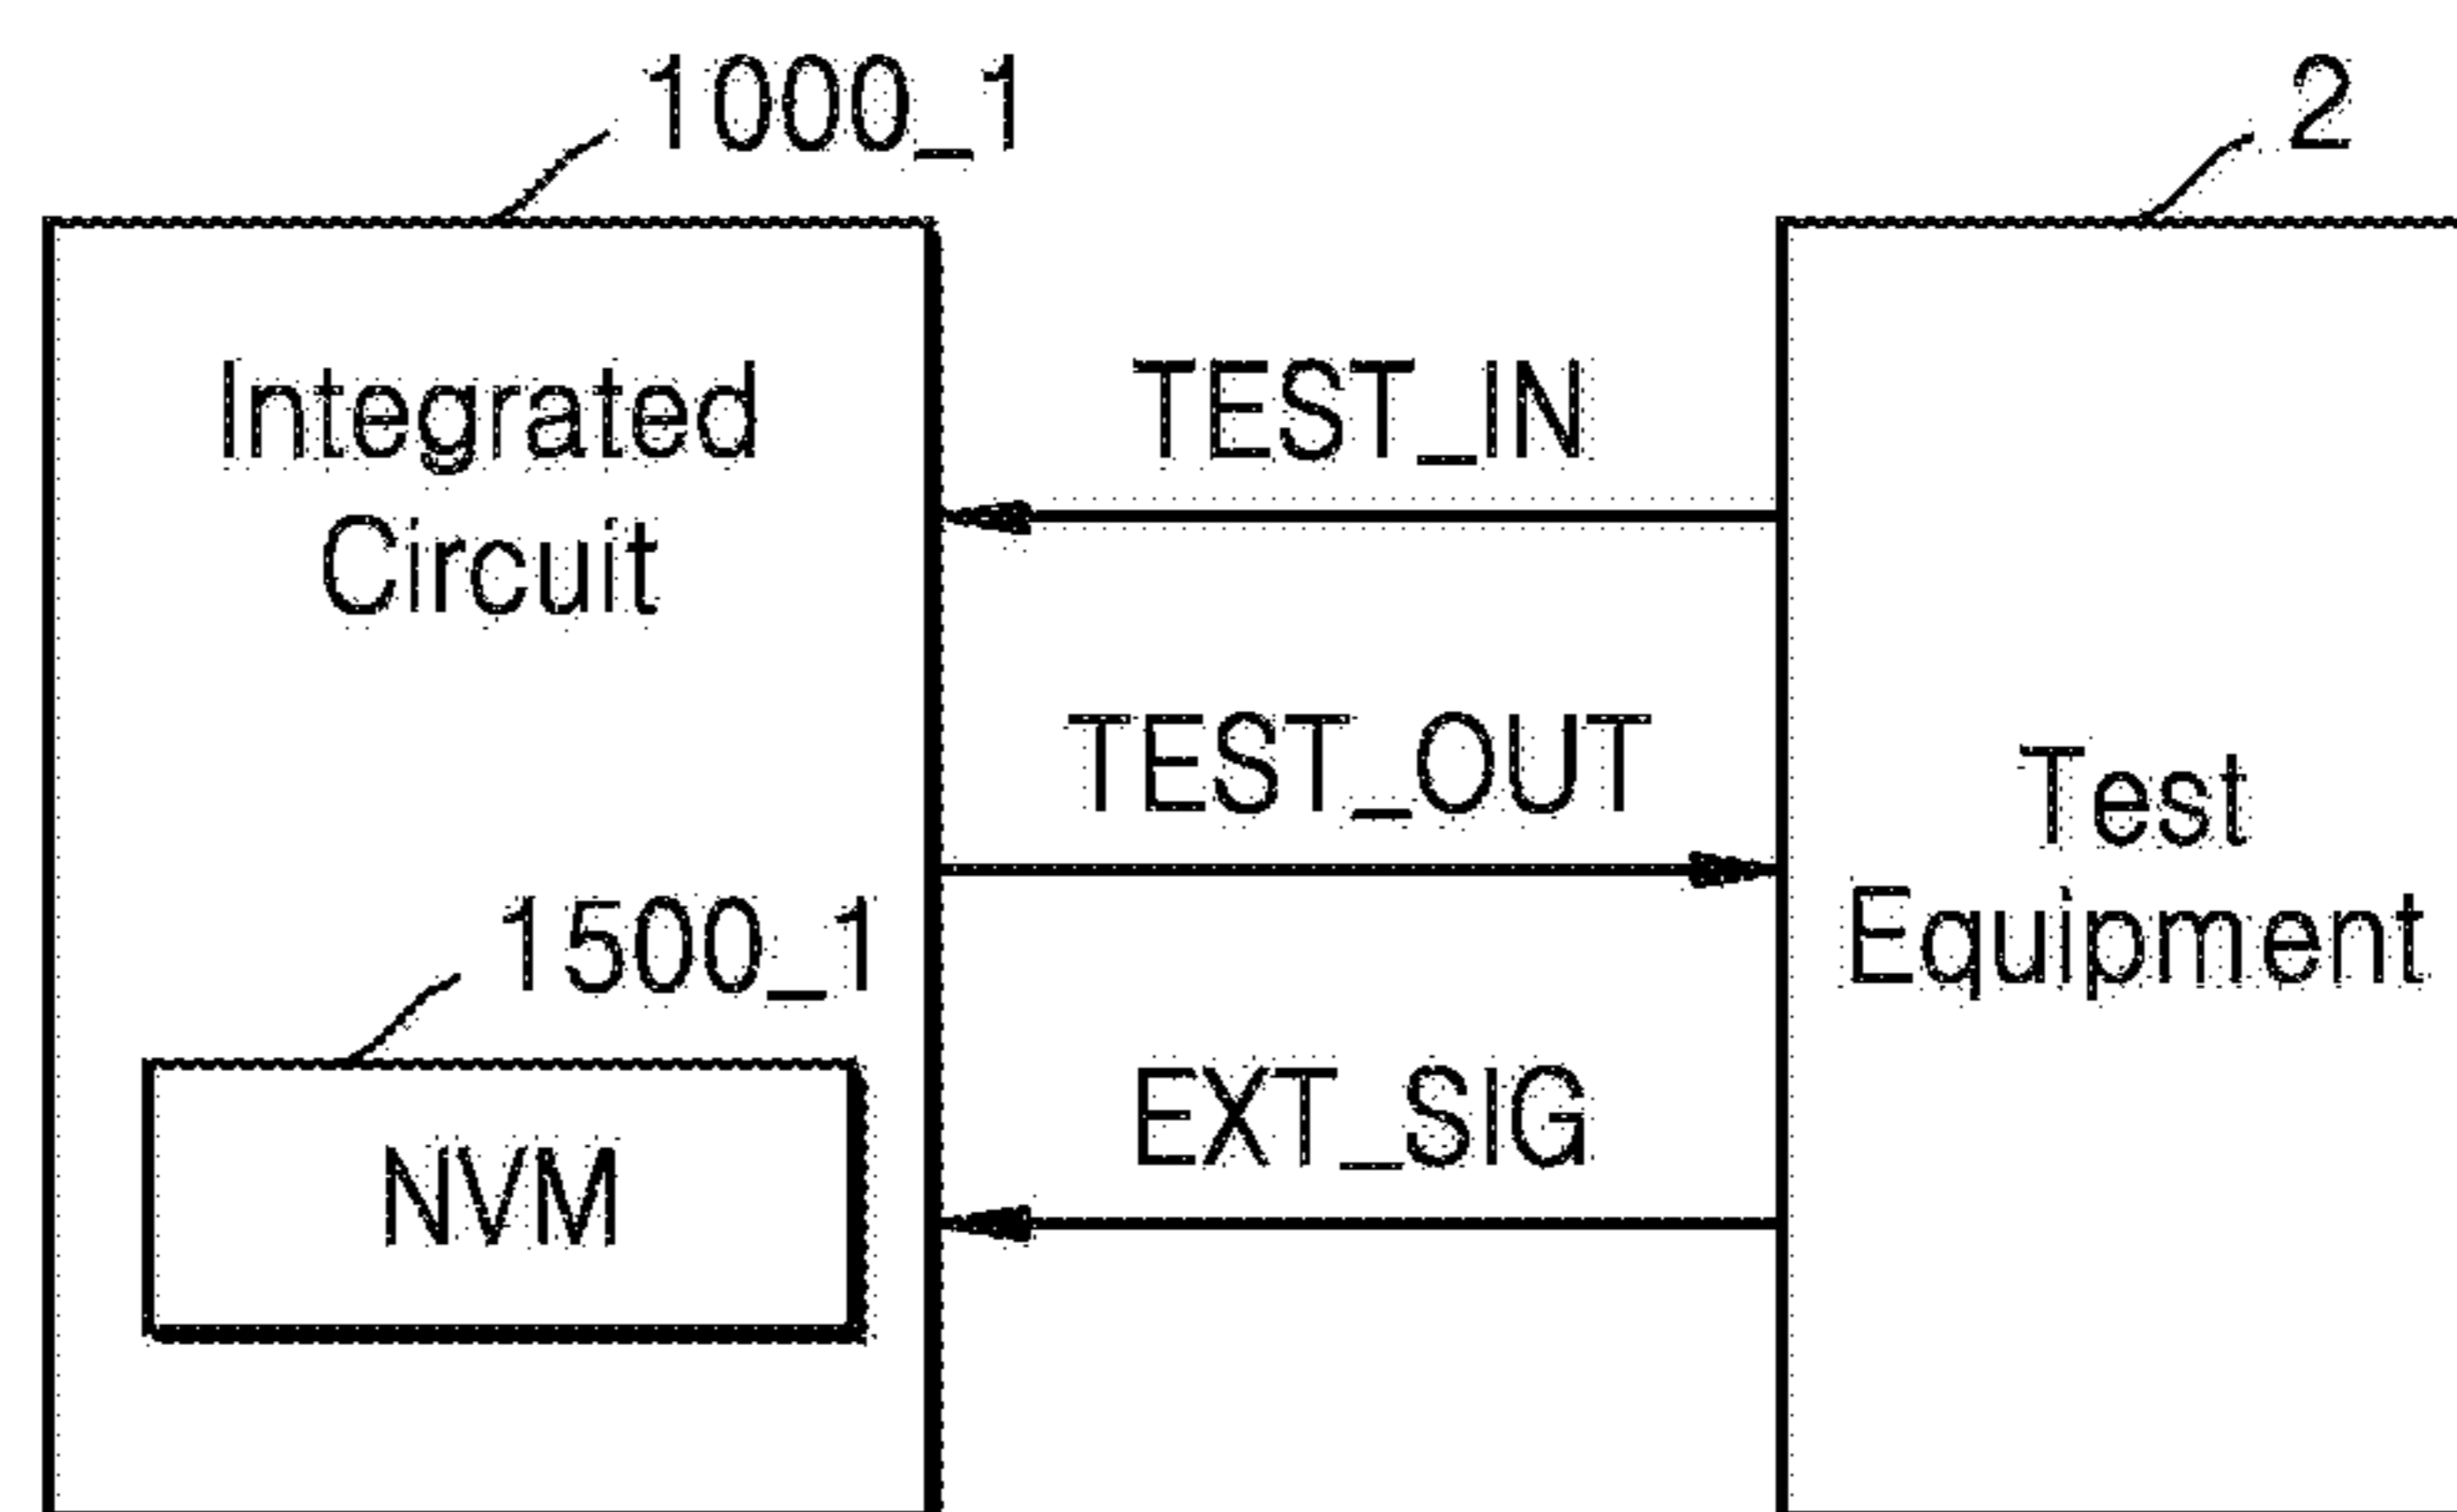 1000_1
2
Integrated
Circuit
TEST_IN
TEST_OUT
Test
Equipment
1500_1
NVM
EXT_SIG